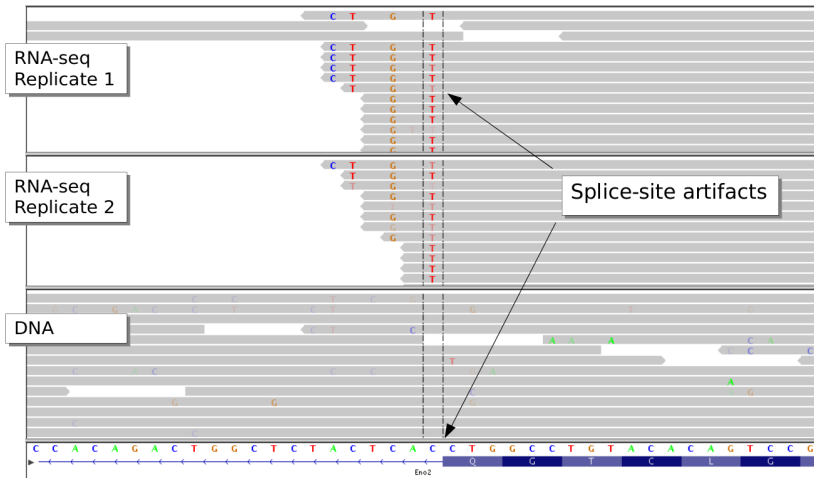 C T G T
RNA-seq
Replicate 1
C T G T
C T G T
C T G T
C T G T
T G T
G T
G T
G T
G T
G T
G T
Splice-site artifacts
RNA-seq
Replicate 2
C T G T
T G T
T G
G T
T
G T
G T
G T
T
T
T
T
DNA
C C T C G
G C G A C G T C T G T
C T C
A A A C A
C C C
T
C A C C C A
A
G G G
C C A C A G A C T G G C T C T A C T C A C C T G G C C T G T A C A C A G T C C G
Q G T C L G
Eno2